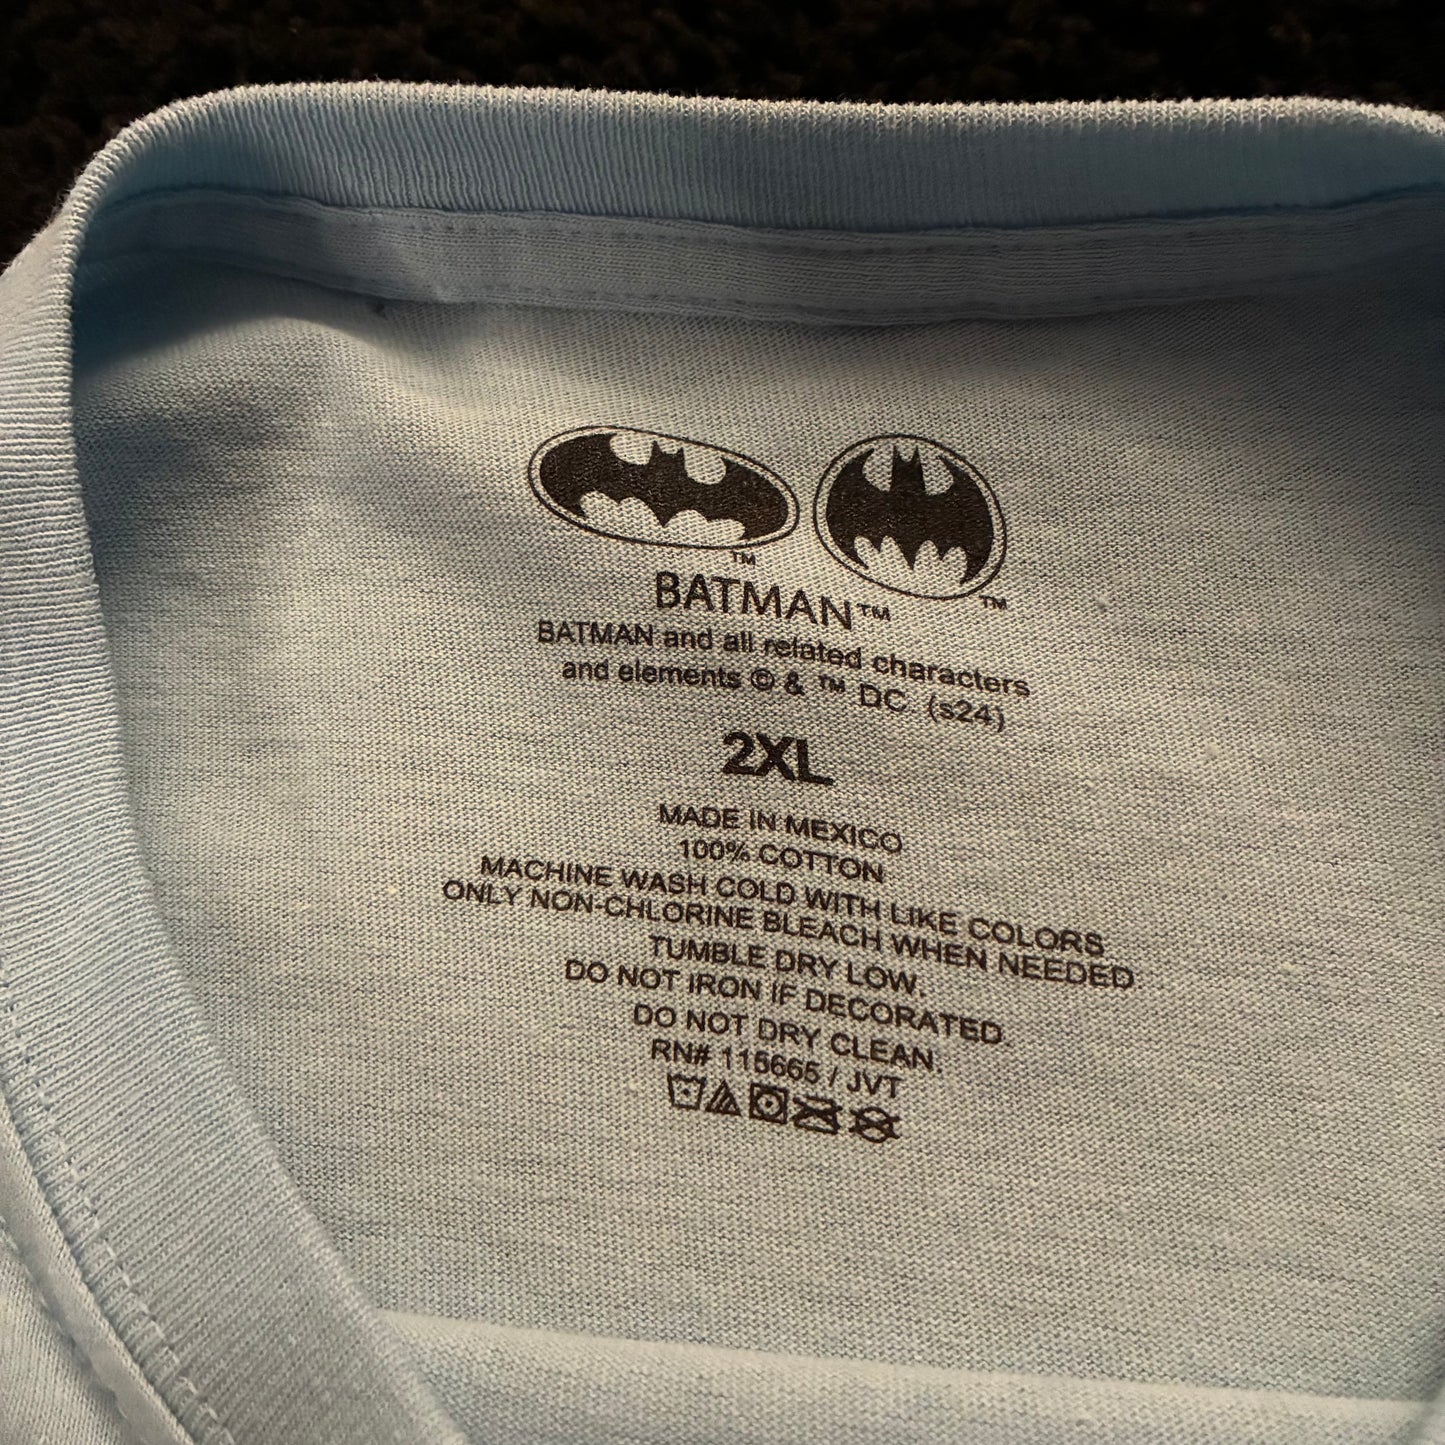 TM
TM
BATMAN™
BATMAN and all related characters
and elements © & ™ DC. (s24)
2XL
MADE IN MEXICO
100% COTTON
MACHINE WASH COLD WITH LIKE COLORS
ONLY NON-CHLORINE BLEACH WHEN NEEDED.
TUMBLE DRY LOW.
DO NOT IRON IF DECORATED.
DO NOT DRY CLEAN.
RN# 115665 / JVT